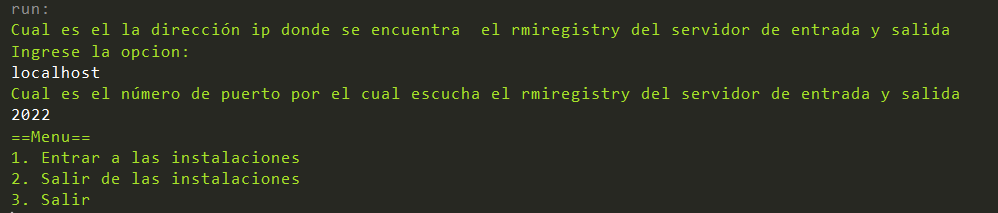 run:
Cual es el la dirección ip donde se encuentra  el rmiregistry del servidor de entrada y salida
Ingrese la opcion:
localhost
Cual es el número de puerto por el cual escucha el rmiregistry del servidor de entrada y salida
2022
==Menu==
1. Entrar a las instalaciones
2. Salir de las instalaciones
3. Salir